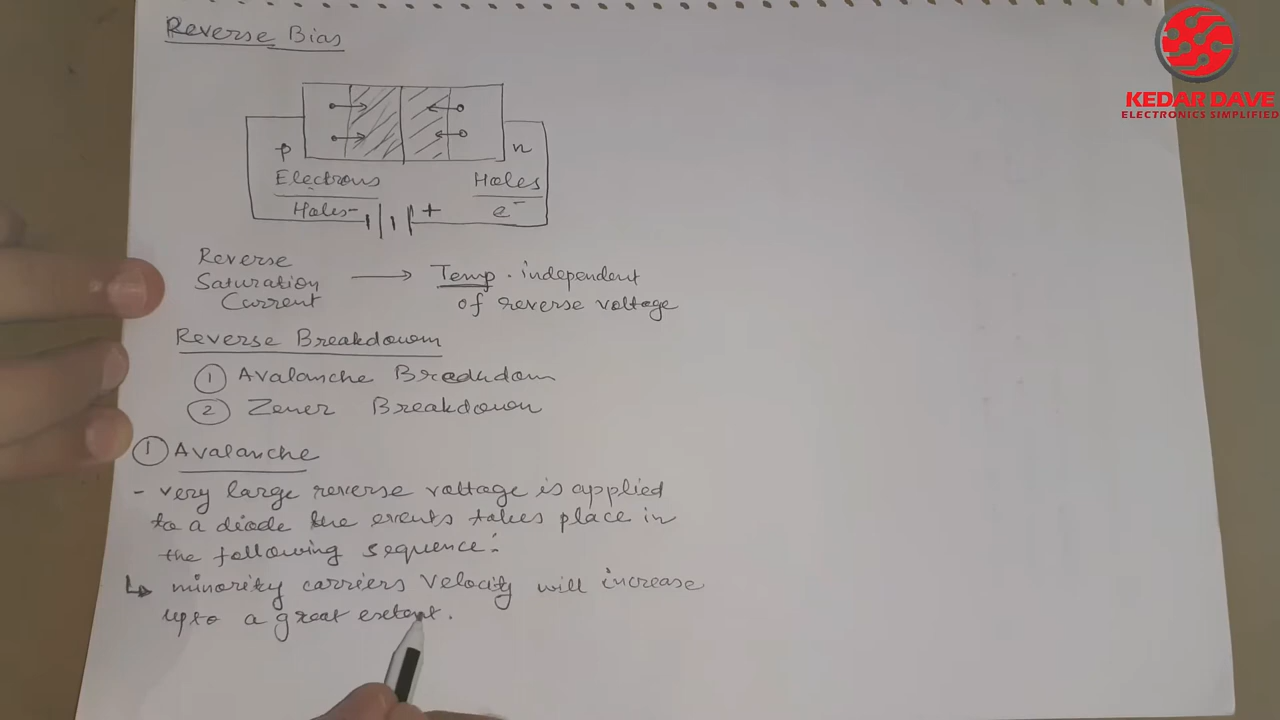 Reverse Bias
KEDAR DAVE
ELECTRONICS SIMPLIFIED
p
n
Electrons
Holes
Holes
e-
+
Reverse
Saturation
Current
Temp. independent
of reverse voltage
Reverse Breakdown
1 Avalanche Breakdown
2 Zener Breakdown
1 Avalanche
- very large reverse voltage is applied
to a diode the events takes place in
the following sequence:
minority carriers velocity will increase
upto a great extent.